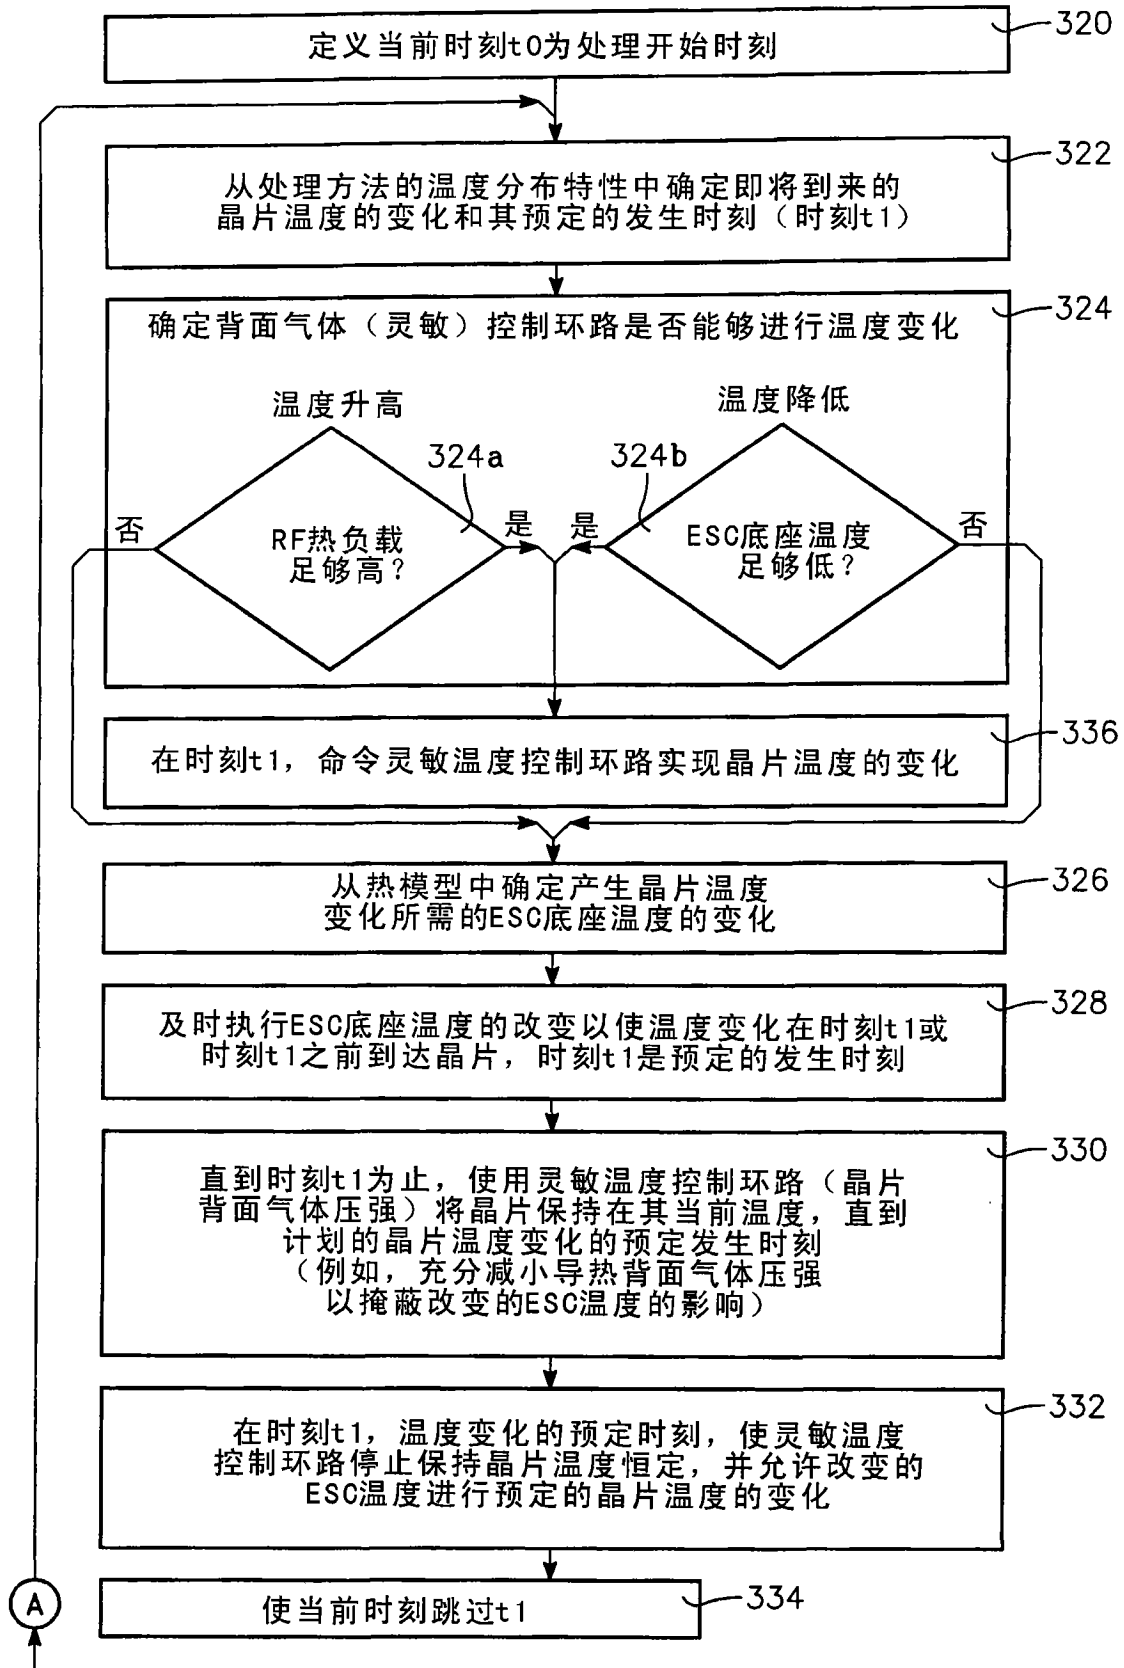 定义当前时刻t0为处理开始时刻
320
从处理方法的温度分布特性中确定即将到来的
晶片温度的变化和其预定的发生时刻（时刻t1）
322
确定背面气体（灵敏）控制环路是否能够进行温度变化
324
温度升高
温度降低
324a
324b
否
是
是
否
RF热负载
足够高？
ESC底座温度
足够低？
在时刻t1，命令灵敏温度控制环路实现晶片温度的变化
336
从热模型中确定产生晶片温度
变化所需的ESC底座温度的变化
326
及时执行ESC底座温度的改变以使温度变化在时刻t1或
时刻t1之前到达晶片，时刻t1是预定的发生时刻
328
直到时刻t1为止，使用灵敏温度控制环路（晶片
背面气体压强）将晶片保持在其当前温度，直到
计划的晶片温度变化的预定发生时刻
（例如，充分减小导热背面气体压强
以掩蔽改变的ESC温度的影响）
330
在时刻t1，温度变化的预定时刻，使灵敏温度
控制环路停止保持晶片温度恒定，并允许改变的
ESC温度进行预定的晶片温度的变化
332
使当前时刻跳过t1
334
A